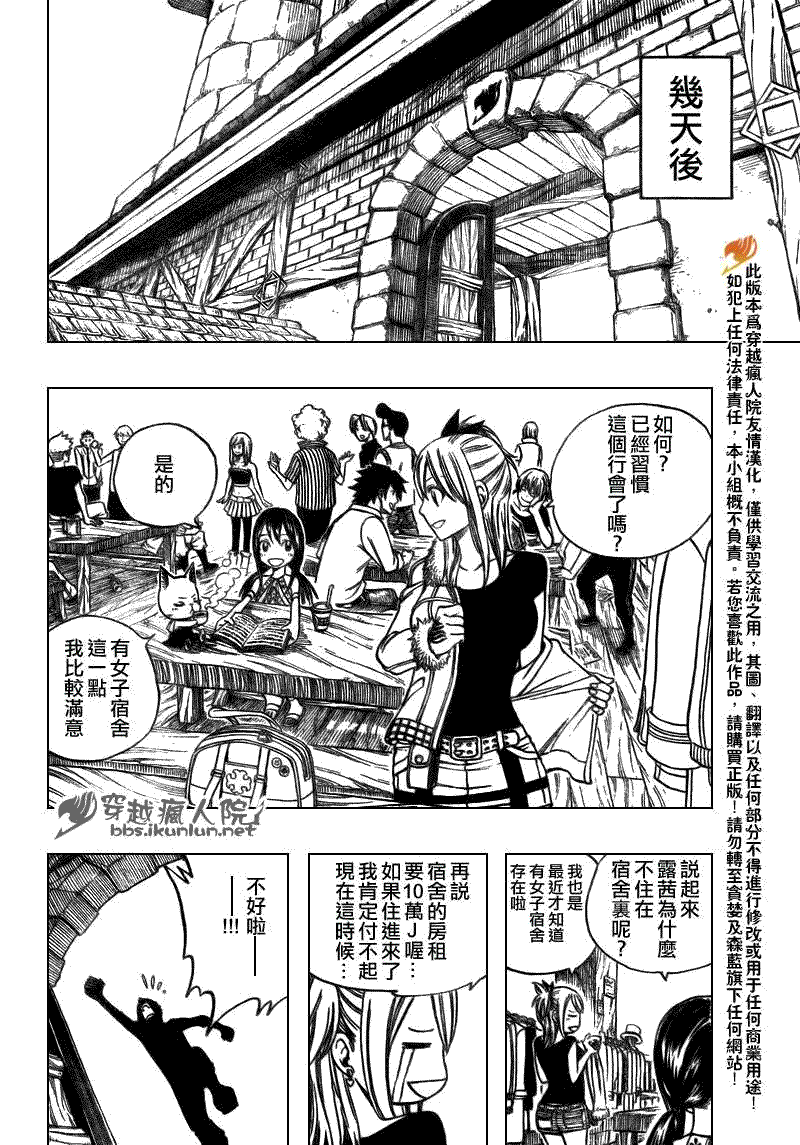 幾天後
如何？
已經習慣
這個行會了嗎？
是的
有女子宿舍
這一點
我比較滿意
說起來
露茜為什麼
不住在
宿舍裏呢？
我也是
最近才知道
有女子宿舍
存在啦
再說
宿舍的房租
要10萬J喔…
如果住進來了
我肯定付不起
現在這時候…
不好啦
——!!!
此版本爲穿越瘋人院友情漢化，僅供學習交流之用，其圖、翻譯以及任何部分不得進行修改或用于任何商業用途！
如犯上任何法律責任，本小組概不負責。若您喜歡此作品，請購買正版！請勿轉至貪婪及森藍旗下任何網站！
穿越瘋人院
bbs.ikunlun.net